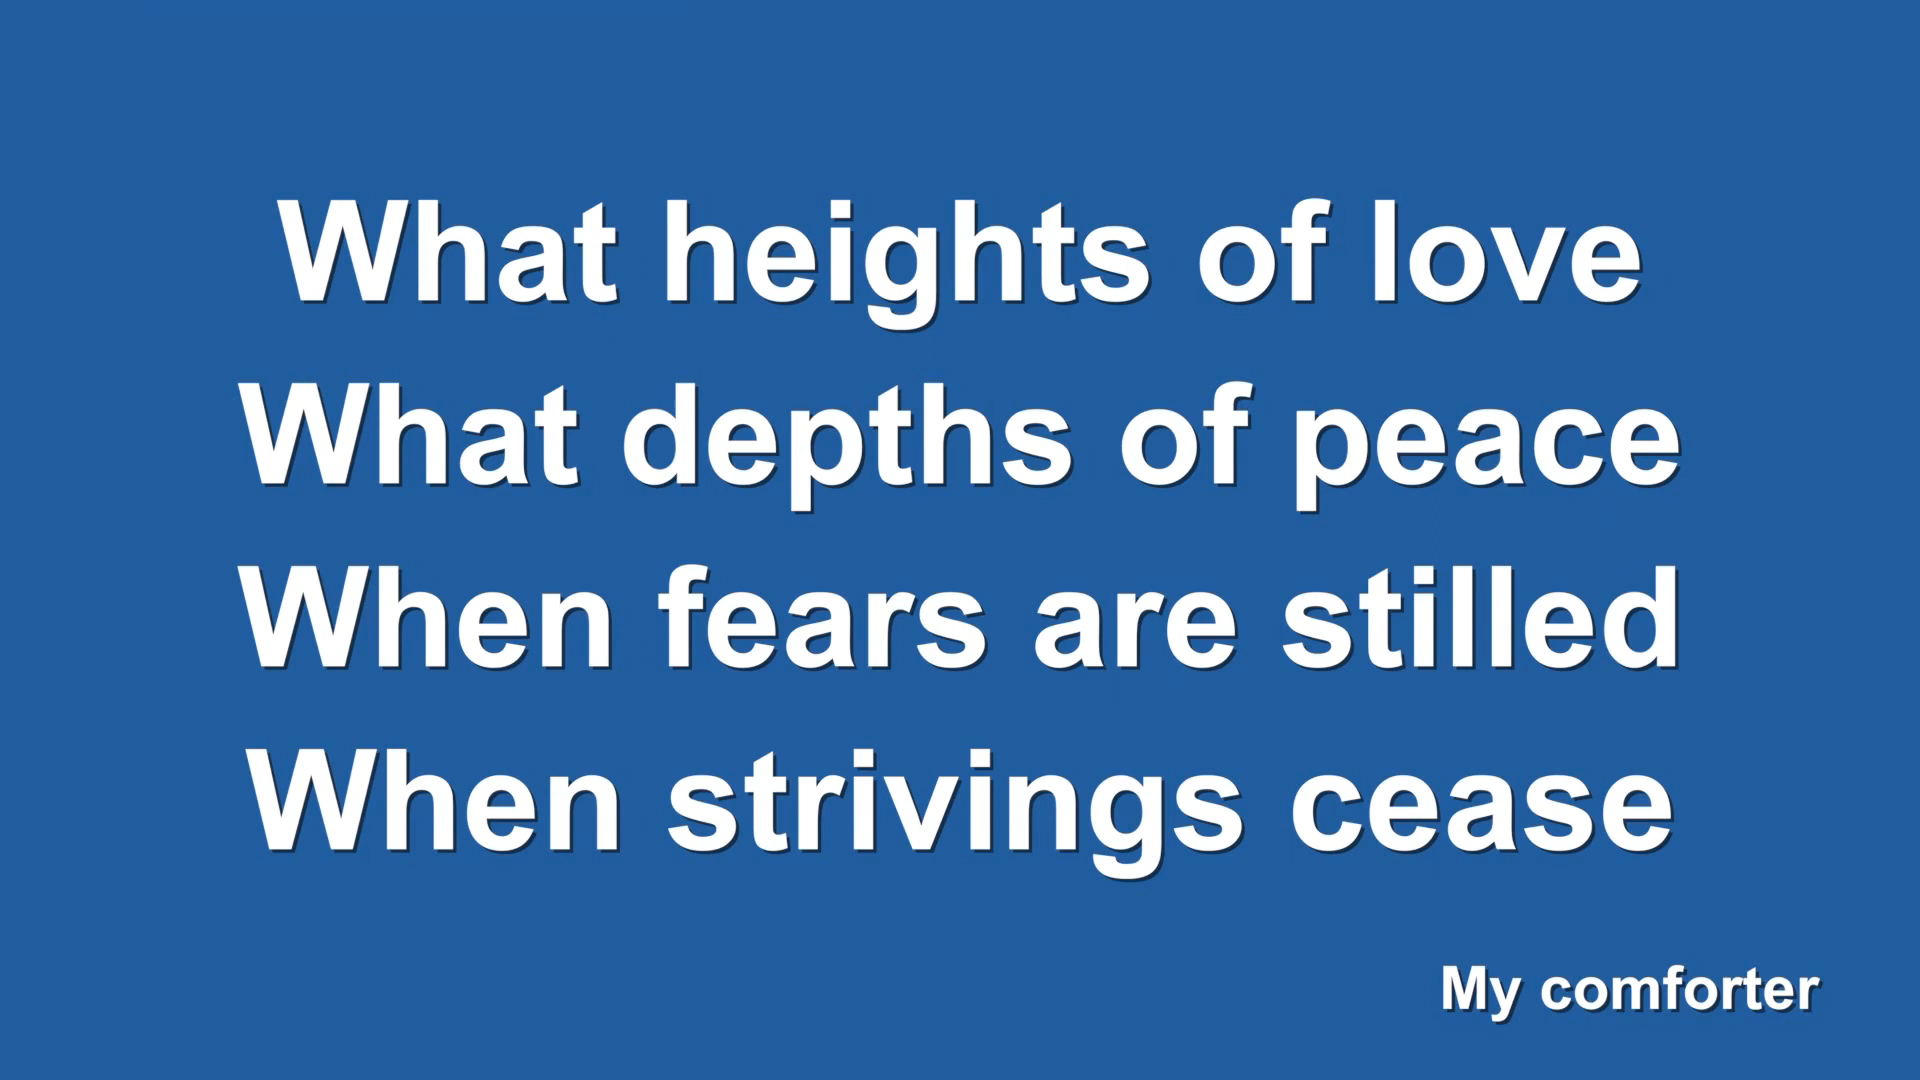 What heights of love
What depths of peace
When fears are stilled
When strivings cease
My comforter